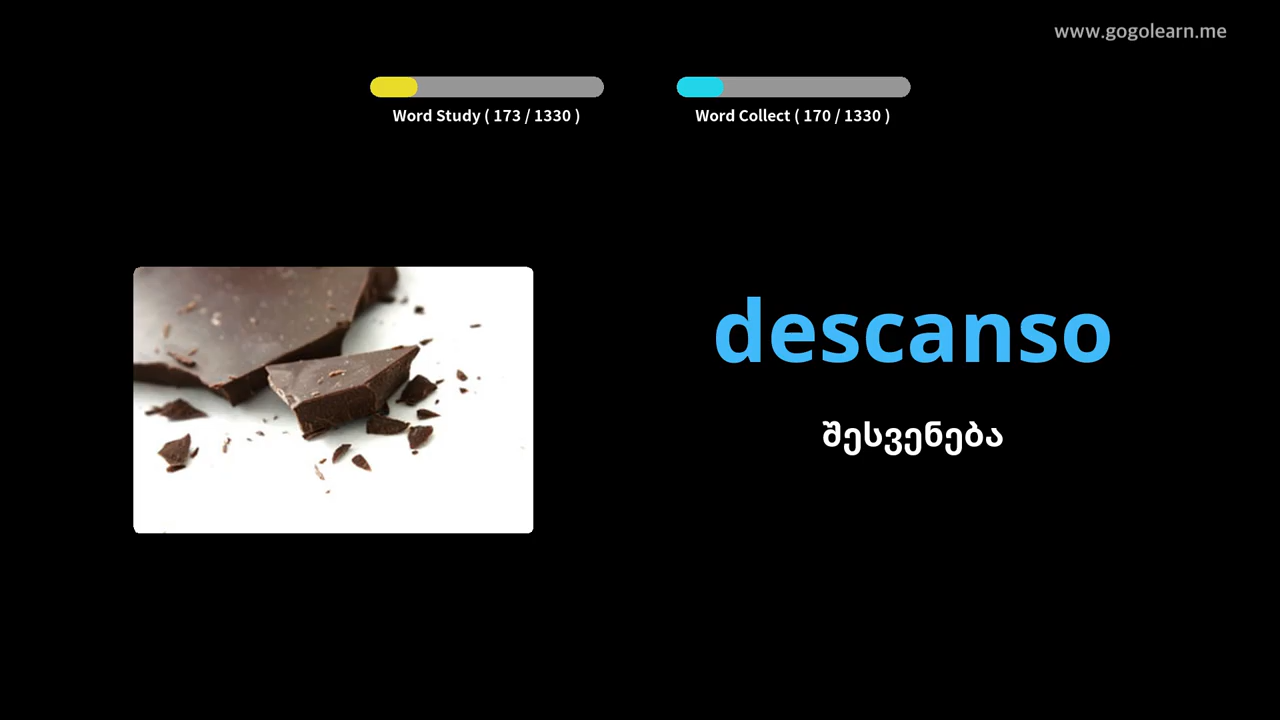 www.gogolearn.me
Word Study ( 173 / 1330 )
Word Collect ( 170 / 1330 )
descanso
შესვენება